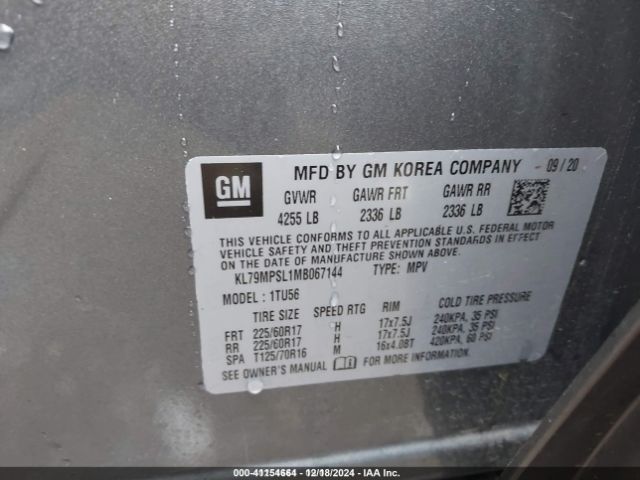 GM
MFD BY GM KOREA COMPANY 09/20
GVWR GAWR FRT GAWR RR
4255 LB 2336 LB 2336 LB
THIS VEHICLE CONFORMS TO ALL APPLICABLE U.S. FEDERAL MOTOR
VEHICLE SAFETY AND THEFT PREVENTION STANDARDS IN EFFECT
ON THE DATE OF MANUFACTURE SHOWN ABOVE.
KL79MPSL1MB067144 TYPE: MPV
MODEL : 1TU56
TIRE SIZE SPEED RTG RIM COLD TIRE PRESSURE
FRT 225/60R17 H 17x7.5J 240KPA, 35 PSI
RR 225/60R17 H 17x7.5J 240KPA, 35 PSI
SPA T125/70R16 M 16x4.0BT 420KPA, 60 PSI
SEE OWNER'S MANUAL FOR MORE INFORMATION
000-41154664 // 12/18/2024 // IAA Inc.